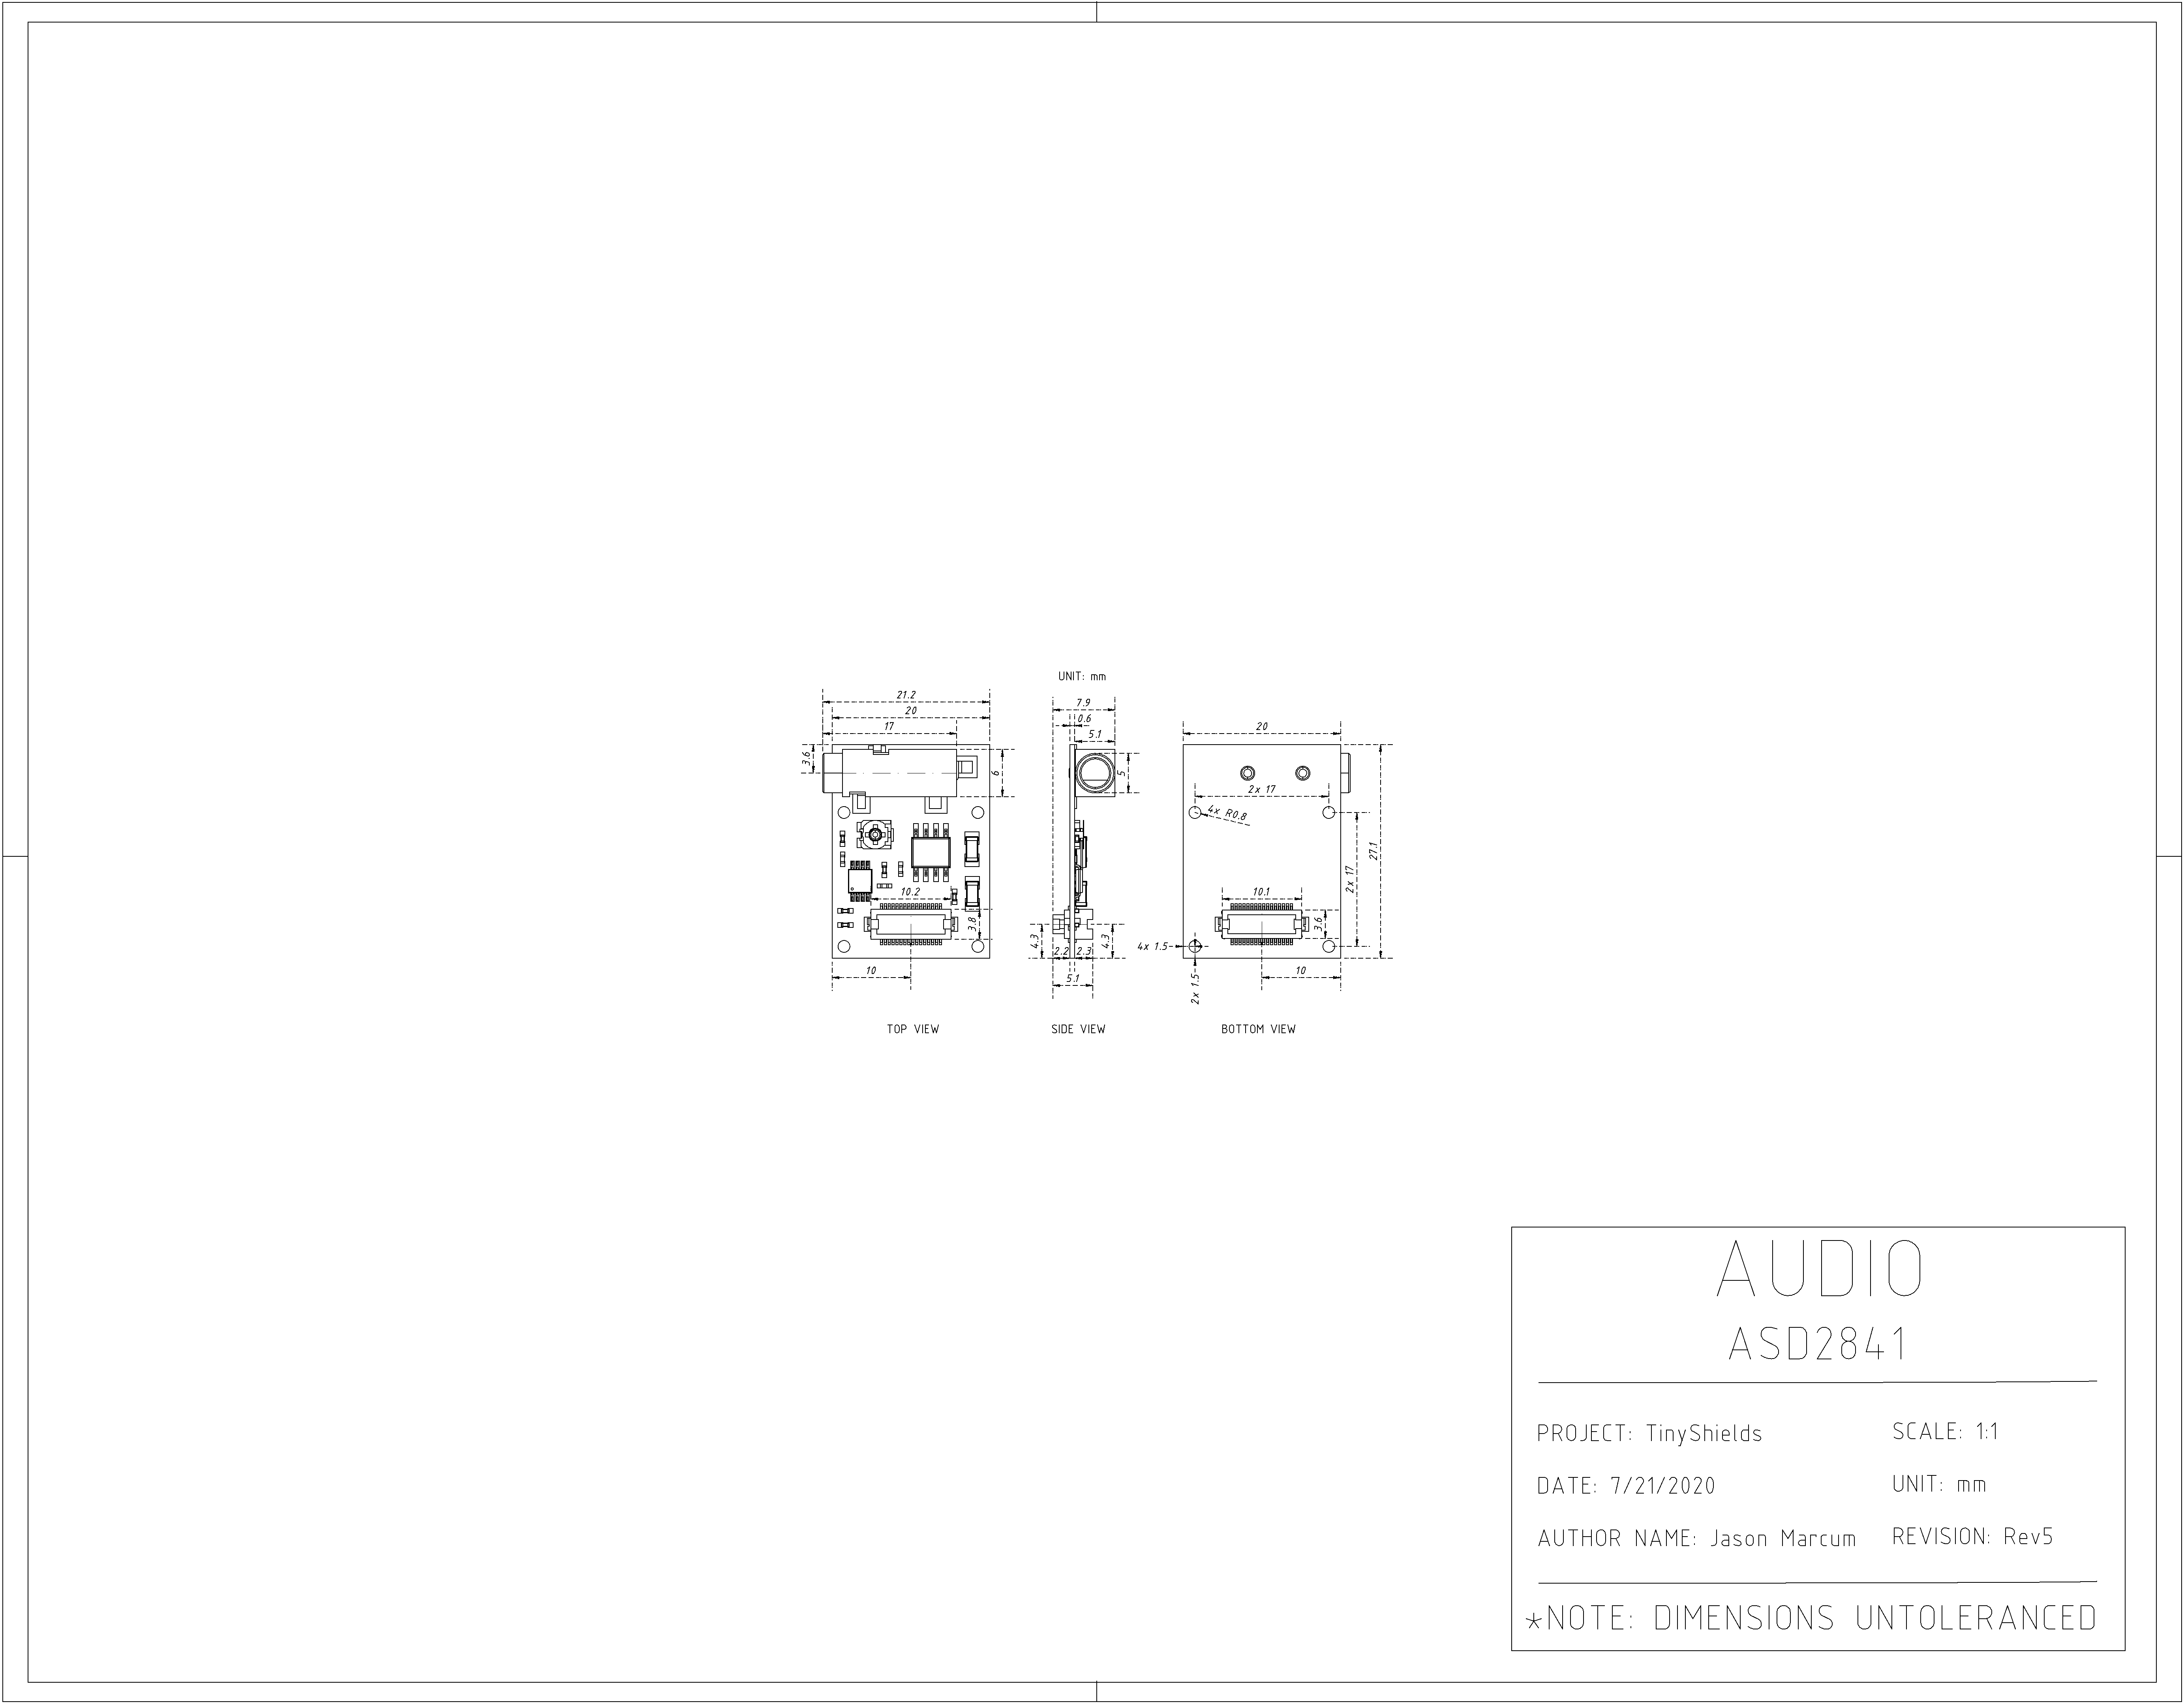 UNIT: mm
21.2
20
17
3.6
6
10.2
3.8
10
TOP VIEW
7.9
0.6
5.1
5
4.3
2.2
2.3
4.3
5.1
SIDE VIEW
20
2x 17
4x R0.8
27.1
2x 17
10.1
3.6
4x 1.5
2x 1.5
10
BOTTOM VIEW
AUDIO
ASD2841
PROJECT: TinyShields
SCALE: 1:1
DATE: 7/21/2020
UNIT: mm
AUTHOR NAME: Jason Marcum
REVISION: Rev5
*NOTE: DIMENSIONS UNTOLERANCED